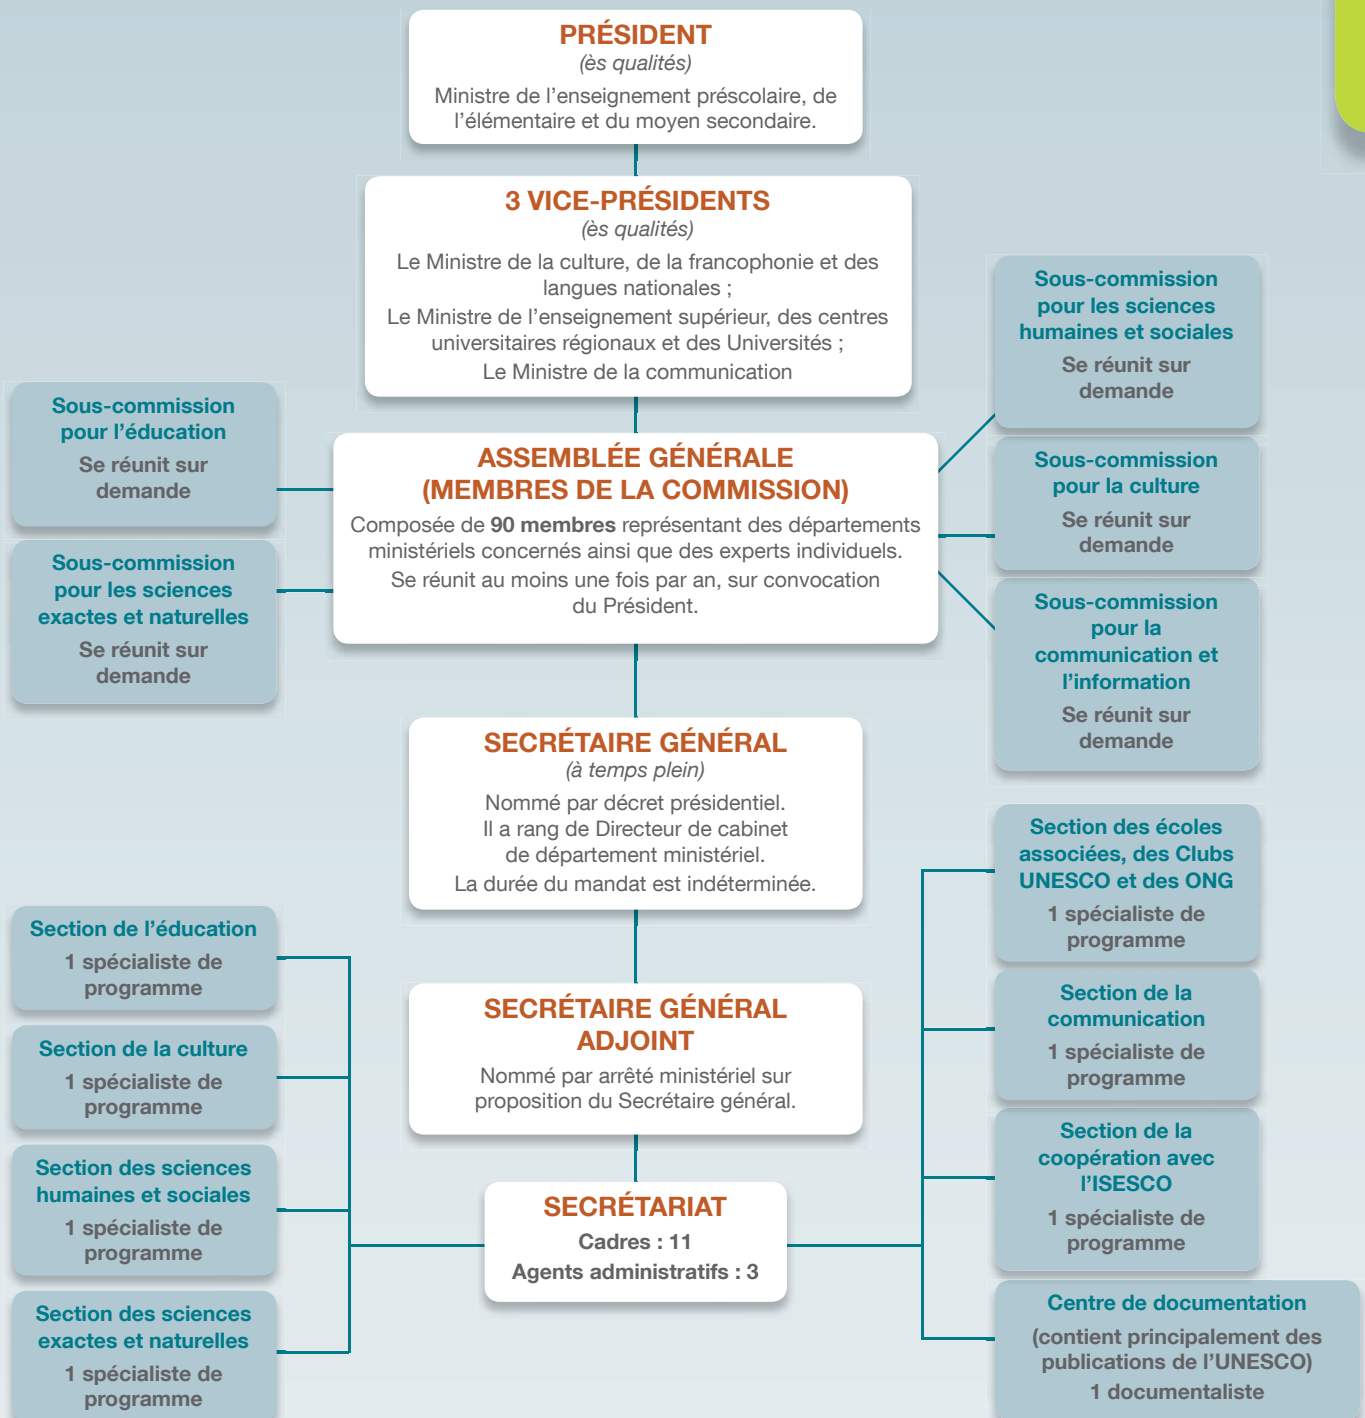 PRÉSIDENT
(ès qualités)
Ministre de l’enseignement préscolaire, de
l’élémentaire et du moyen secondaire.
3 VICE-PRÉSIDENTS
(ès qualités)
Le Ministre de la culture, de la francophonie et des
langues nationales ;
Le Ministre de l’enseignement supérieur, des centres
universitaires régionaux et des Universités ;
Le Ministre de la communication
Sous-commission
pour les sciences
humaines et sociales
Se réunit sur
demande
Sous-commission
pour l’éducation
Se réunit sur
demande
ASSEMBLÉE GÉNÉRALE
(MEMBRES DE LA COMMISSION)
Composée de 90 membres représentant des départements
ministériels concernés ainsi que des experts individuels.
Se réunit au moins une fois par an, sur convocation
du Président.
Sous-commission
pour la culture
Se réunit sur
demande
Sous-commission
pour les sciences
exactes et naturelles
Se réunit sur
demande
Sous-commission
pour la
communication et
l’information
Se réunit sur
demande
SECRÉTAIRE GÉNÉRAL
(à temps plein)
Nommé par décret présidentiel.
Il a rang de Directeur de cabinet
de département ministériel.
La durée du mandat est indéterminée.
Section des écoles
associées, des Clubs
UNESCO et des ONG
1 spécialiste de
programme
Section de l’éducation
1 spécialiste de
programme
SECRÉTAIRE GÉNÉRAL
ADJOINT
Nommé par arrêté ministériel sur
proposition du Secrétaire général.
Section de la
communication
1 spécialiste de
programme
Section de la culture
1 spécialiste de
programme
Section de la
coopération avec
l’ISESCO
1 spécialiste de
programme
Section des sciences
humaines et sociales
1 spécialiste de
programme
SECRÉTARIAT
Cadres : 11
Agents administratifs : 3
Centre de documentation
(contient principalement des
publications de l’UNESCO)
1 documentaliste
Section des sciences
exactes et naturelles
1 spécialiste de
programme